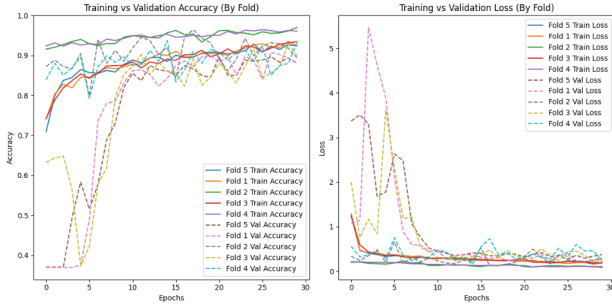 Training vs Validation Accuracy (By Fold)
1.0
0.9
0.8
0.7
0.6
0.5
0.4
Accuracy
Fold 5 Train Accuracy
Fold 1 Train Accuracy
Fold 2 Train Accuracy
Fold 3 Train Accuracy
Fold 4 Train Accuracy
Fold 5 Val Accuracy
Fold 1 Val Accuracy
Fold 2 Val Accuracy
Fold 3 Val Accuracy
Fold 4 Val Accuracy
0 5 10 15 20 25 30
Epochs
Training vs Validation Loss (By Fold)
5
4
3
2
1
0
Loss
Fold 5 Train Loss
Fold 1 Train Loss
Fold 2 Train Loss
Fold 3 Train Loss
Fold 4 Train Loss
Fold 5 Val Loss
Fold 1 Val Loss
Fold 2 Val Loss
Fold 3 Val Loss
Fold 4 Val Loss
0 5 10 15 20 25 30
Epochs